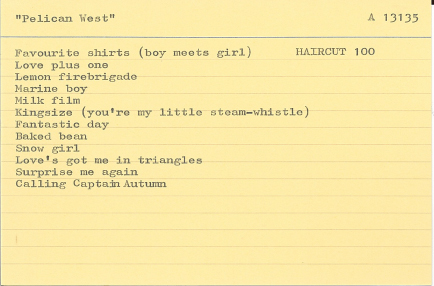 "Pelican West" A 13135
Favourite shirts (boy meets girl) HAIRCUT 100
Love plus one
Lemon firebrigade
Marine boy
Milk film
Kingsize (you're my little steam-whistle)
Fantastic day
Baked bean
Snow girl
Love's got me in triangles
Surprise me again
Calling Captain Autumn